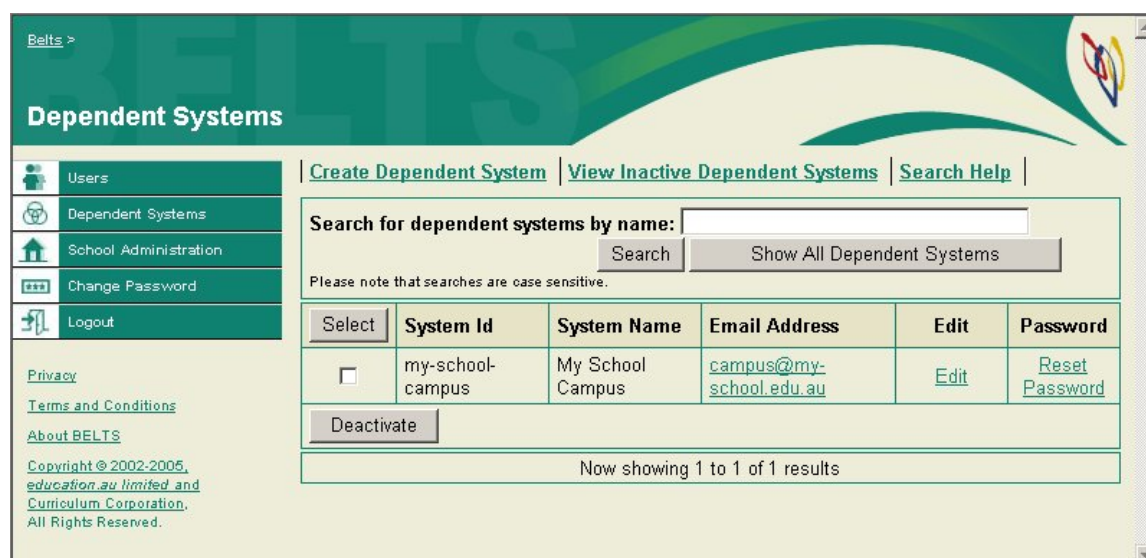 Belts >
BELTS
Dependent Systems
Users
Dependent Systems
School Administration
Change Password
Logout
Privacy
Terms and Conditions
About BELTS
Copyright © 2002-2005,
education.au limited and
Curriculum Corporation,
All Rights Reserved.
Create Dependent System | View Inactive Dependent Systems | Search Help |
Search for dependent systems by name:
Search Show All Dependent Systems
Please note that searches are case sensitive.
Select System Id System Name Email Address Edit Password
my-school- My School campus@my- Edit Reset
campus Campus school.edu.au Password
Deactivate
Now showing 1 to 1 of 1 results